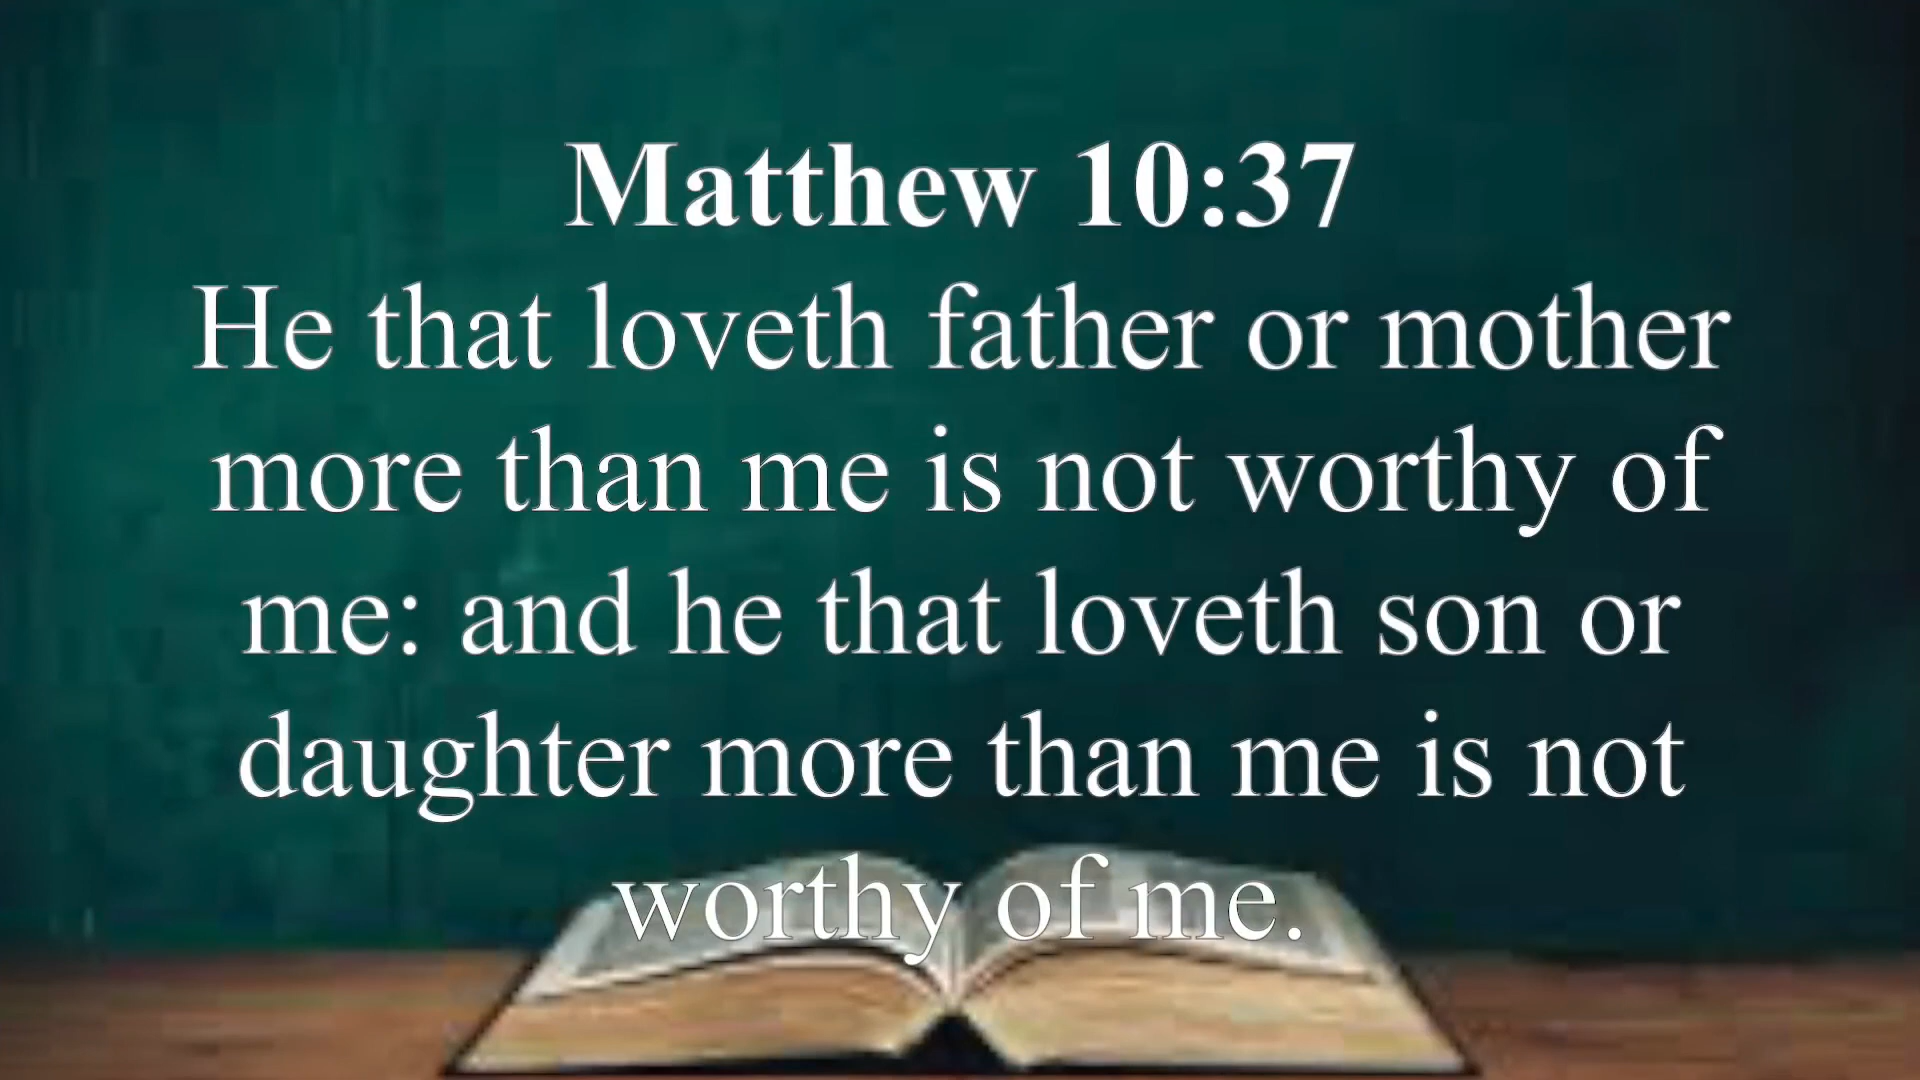 Matthew 10:37
He that loveth father or mother
more than me is not worthy of
me: and he that loveth son or
daughter more than me is not
worthy of me.